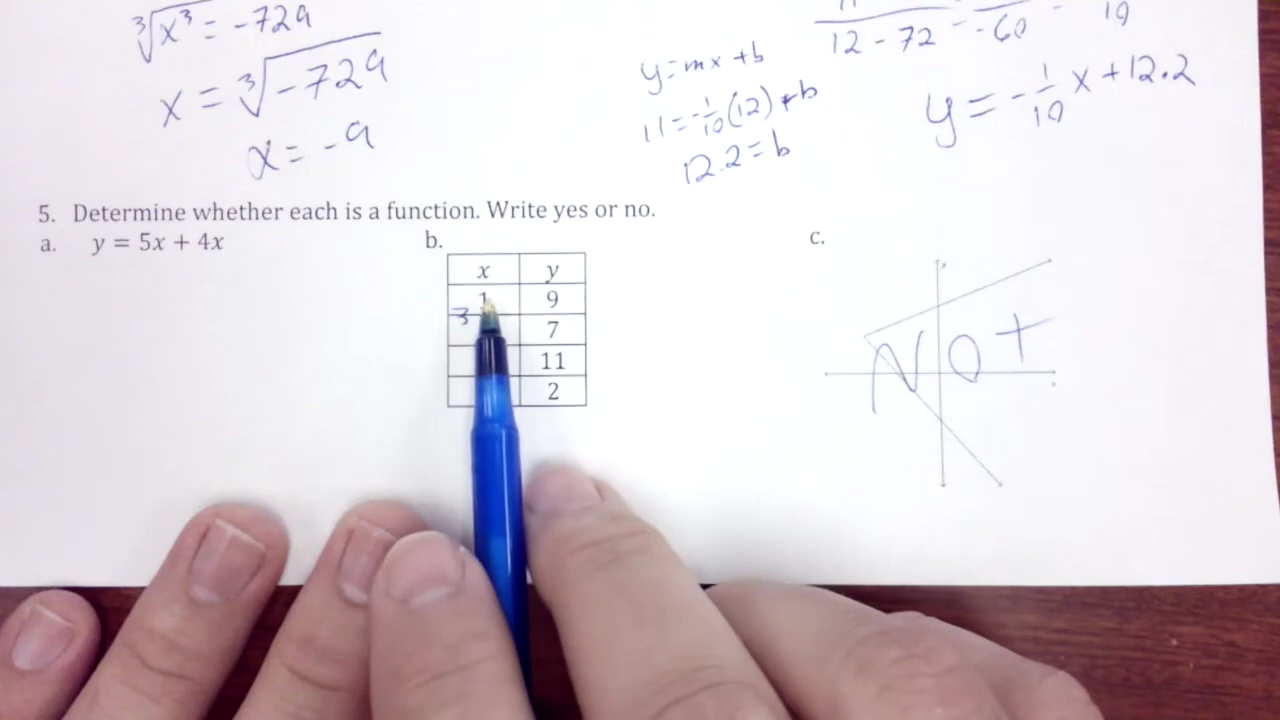 ∛x³ = -729
x = ∛-729
x = -9
y = mx + b
11 = -1/10 (12) + b
12.2 = b
12 - 72
-60
10
y = -1/10 x + 12.2
5. Determine whether each is a function. Write yes or no.
a. y = 5x + 4x
b.
x y
1 9
3
7
11
2
c.
NOT